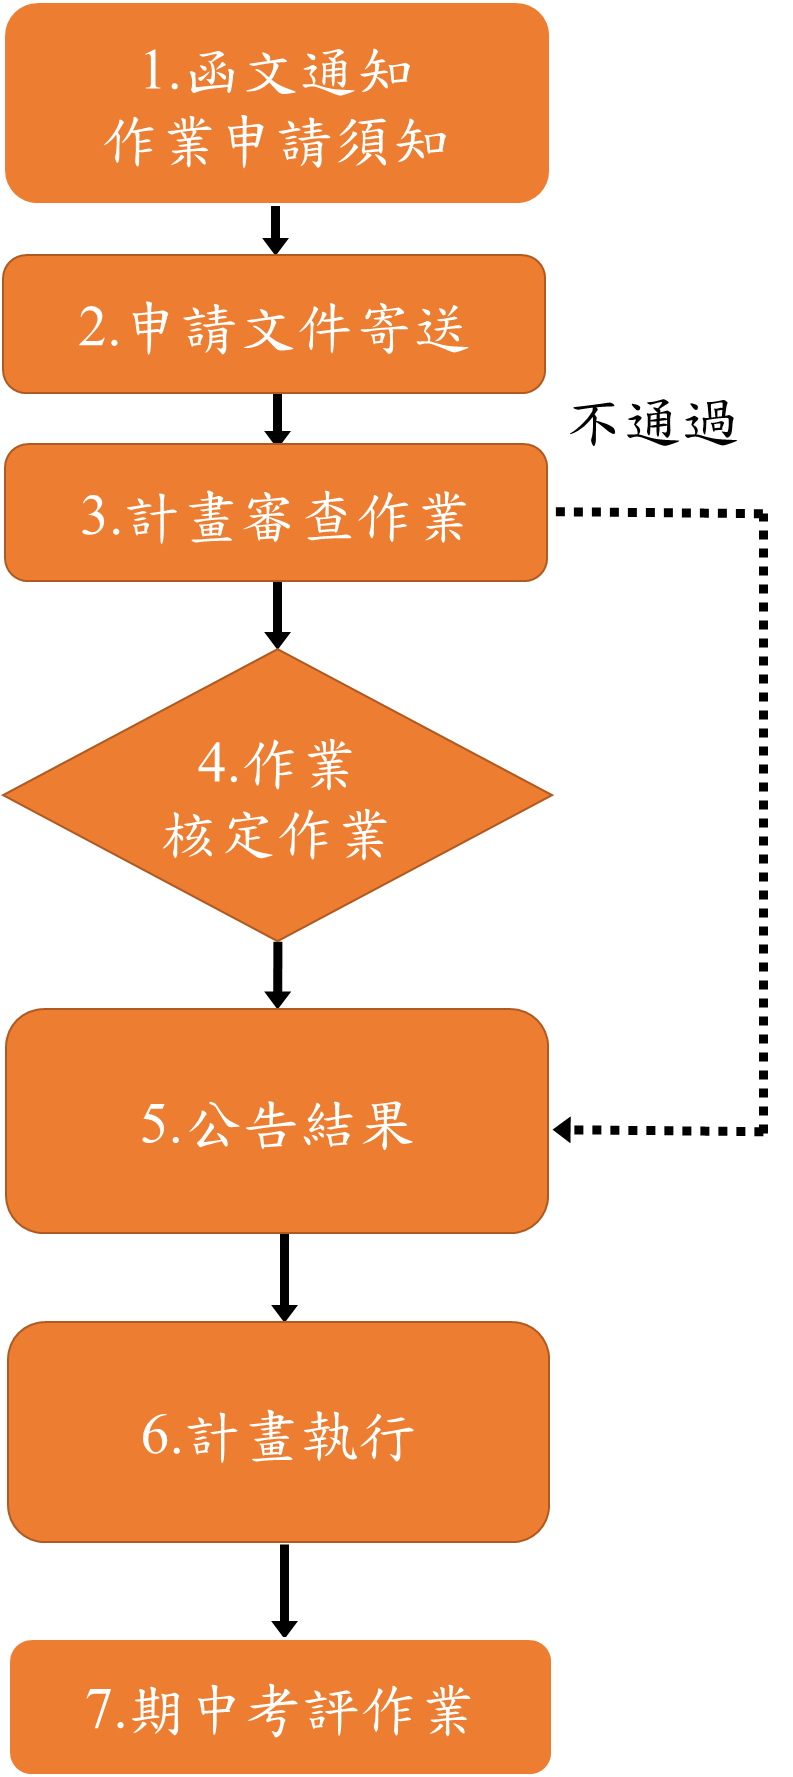 1.函文通知
作業申請須知
2.申請文件寄送
不通過
3.計畫審查作業
4.作業
核定作業
5.公告結果
6.計畫執行
7.期中考評作業